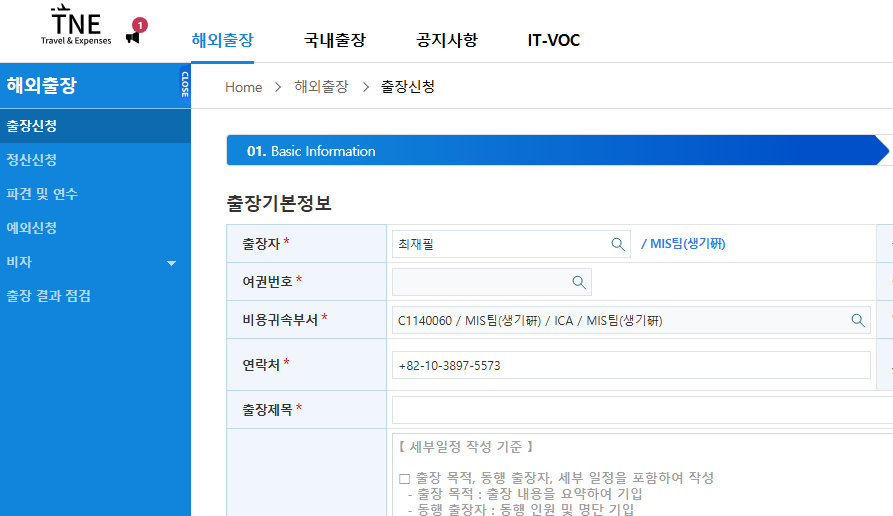 TNE
Travel & Expenses
1
해외출장 국내출장 공지사항 IT-VOC
해외출장
CLOSE
Home > 해외출장 > 출장신청
출장신청
정산신청
파견 및 연수
예외신청
비자
출장 결과 점검
01. Basic Information
출장기본정보
출장자 * 최재필 / MIS팀(생기硏)
여권번호 *
비용귀속부서 * C1140060 / MIS팀(생기硏) / ICA / MIS팀(생기硏)
연락처 * +82-10-3897-5573
출장제목 *
【 세부일정 작성 기준 】
□ 출장 목적, 동행 출장자, 세부 일정을 포함하여 작성
- 출장 목적 : 출장 내용을 요약하여 기입
- 동행 출장자 : 동행 인원 및 명단 기입